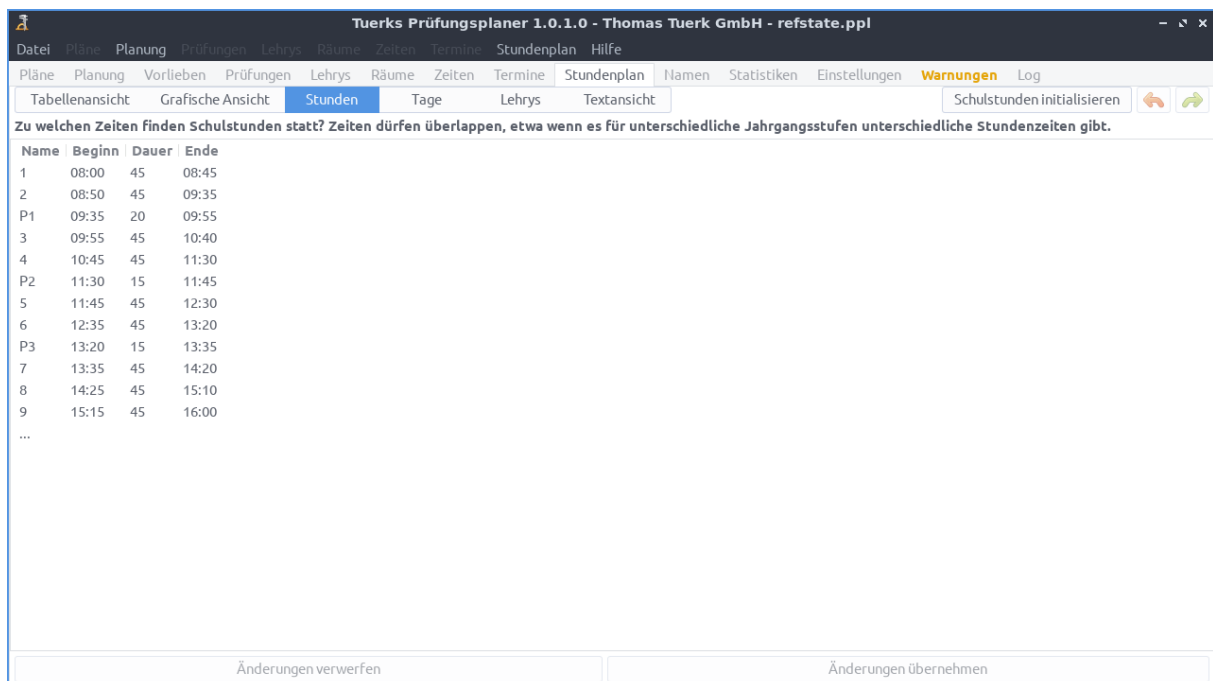 Tuerks Prüfungsplaner 1.0.1.0 - Thomas Tuerk GmbH - refstate.ppl
Datei Pläne Planung Prüfungen Lehrys Räume Zeiten Termine Stundenplan Hilfe
Pläne Planung Vorlieben Prüfungen Lehrys Räume Zeiten Termine Stundenplan Namen Statistiken Einstellungen Warnungen Log
Tabellenansicht Grafische Ansicht Stunden Tage Lehrys Textansicht Schulstunden initialisieren
Zu welchen Zeiten finden Schulstunden statt? Zeiten dürfen überlappen, etwa wenn es für unterschiedliche Jahrgangsstufen unterschiedliche Stundenzeiten gibt.
Name Beginn Dauer Ende
1 08:00 45 08:45
2 08:50 45 09:35
P1 09:35 20 09:55
3 09:55 45 10:40
4 10:45 45 11:30
P2 11:30 15 11:45
5 11:45 45 12:30
6 12:35 45 13:20
P3 13:20 15 13:35
7 13:35 45 14:20
8 14:25 45 15:10
9 15:15 45 16:00
...
Änderungen verwerfen Änderungen übernehmen